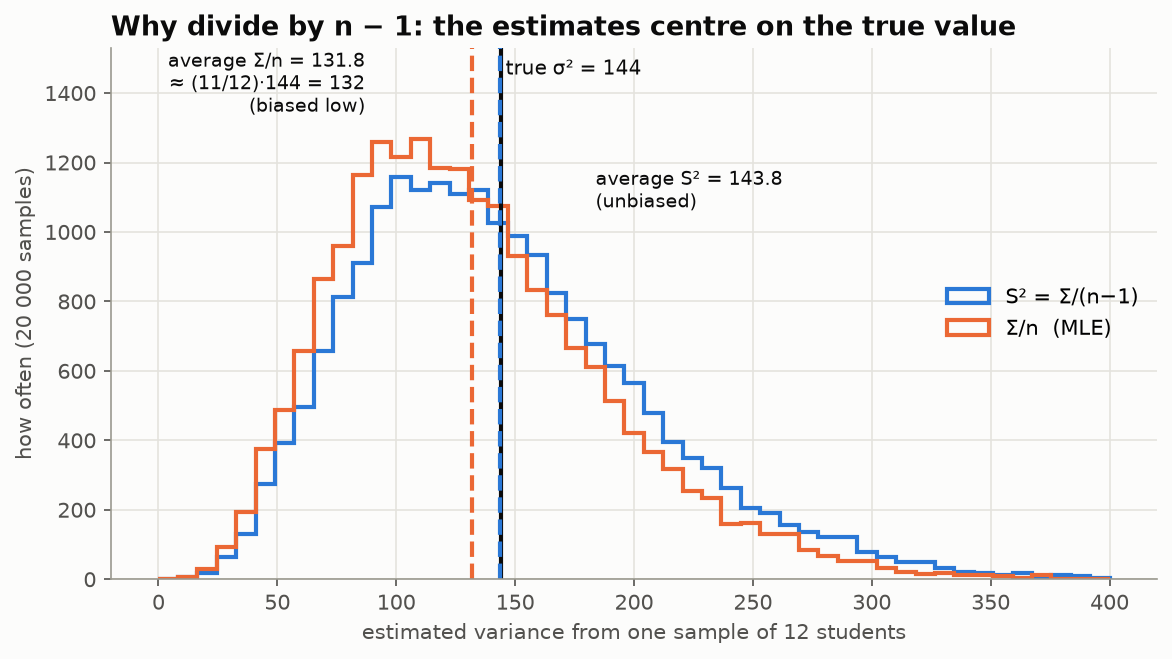 Why divide by n − 1: the estimates centre on the true value
average Σ/n = 131.8
≈ (11/12)·144 = 132
(biased low)
true σ² = 144
average S² = 143.8
(unbiased)
S² = Σ/(n−1)
Σ/n (MLE)
how often (20 000 samples)
1400
1200
1000
800
600
400
200
0
0 50 100 150 200 250 300 350 400
estimated variance from one sample of 12 students